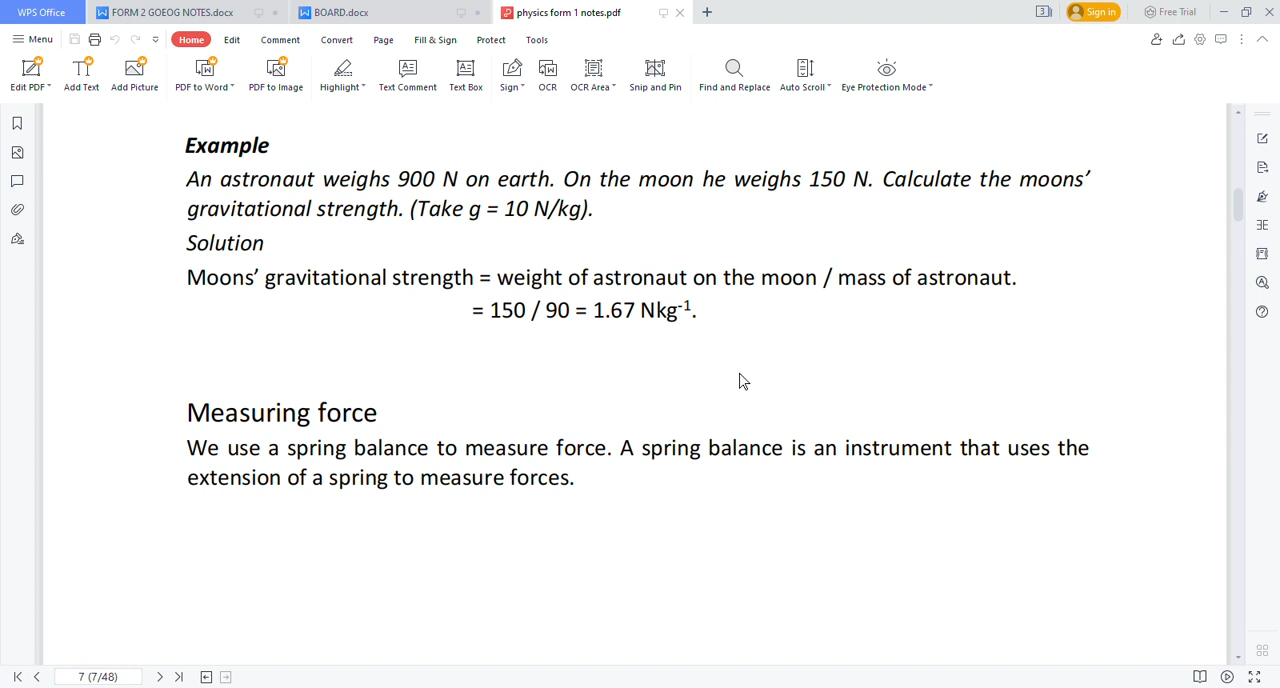 WPS Office FORM 2 GOEOG NOTES.docx BOARD.docx physics form 1 notes.pdf 3 Sign in Free Trial
Menu Home Edit Comment Convert Page Fill & Sign Protect Tools
Edit PDF Add Text Add Picture PDF to Word PDF to Image Highlight Text Comment Text Box Sign OCR OCR Area Snip and Pin Find and Replace Auto Scroll Eye Protection Mode
Example
An astronaut weighs 900 N on earth. On the moon he weighs 150 N. Calculate the moons’
gravitational strength. (Take g = 10 N/kg).
Solution
Moons’ gravitational strength = weight of astronaut on the moon / mass of astronaut.
= 150 / 90 = 1.67 Nkg⁻¹.
Measuring force
We use a spring balance to measure force. A spring balance is an instrument that uses the
extension of a spring to measure forces.
7 (7/48)